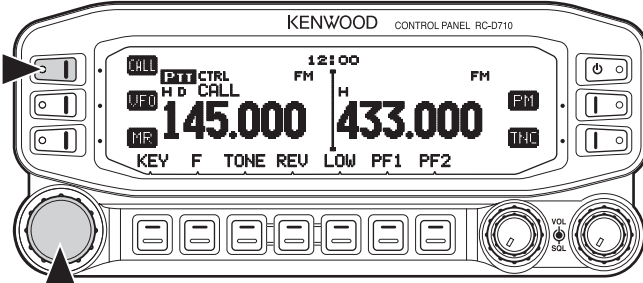 KENWOOD CONTROL PANEL RC-D710
12:00
CALL PTT CTRL FM FM
H D CALL H
VFO 145.000 433.000 PM
MR TNC
KEY F TONE REV LOW PF1 PF2
VOL
SQL